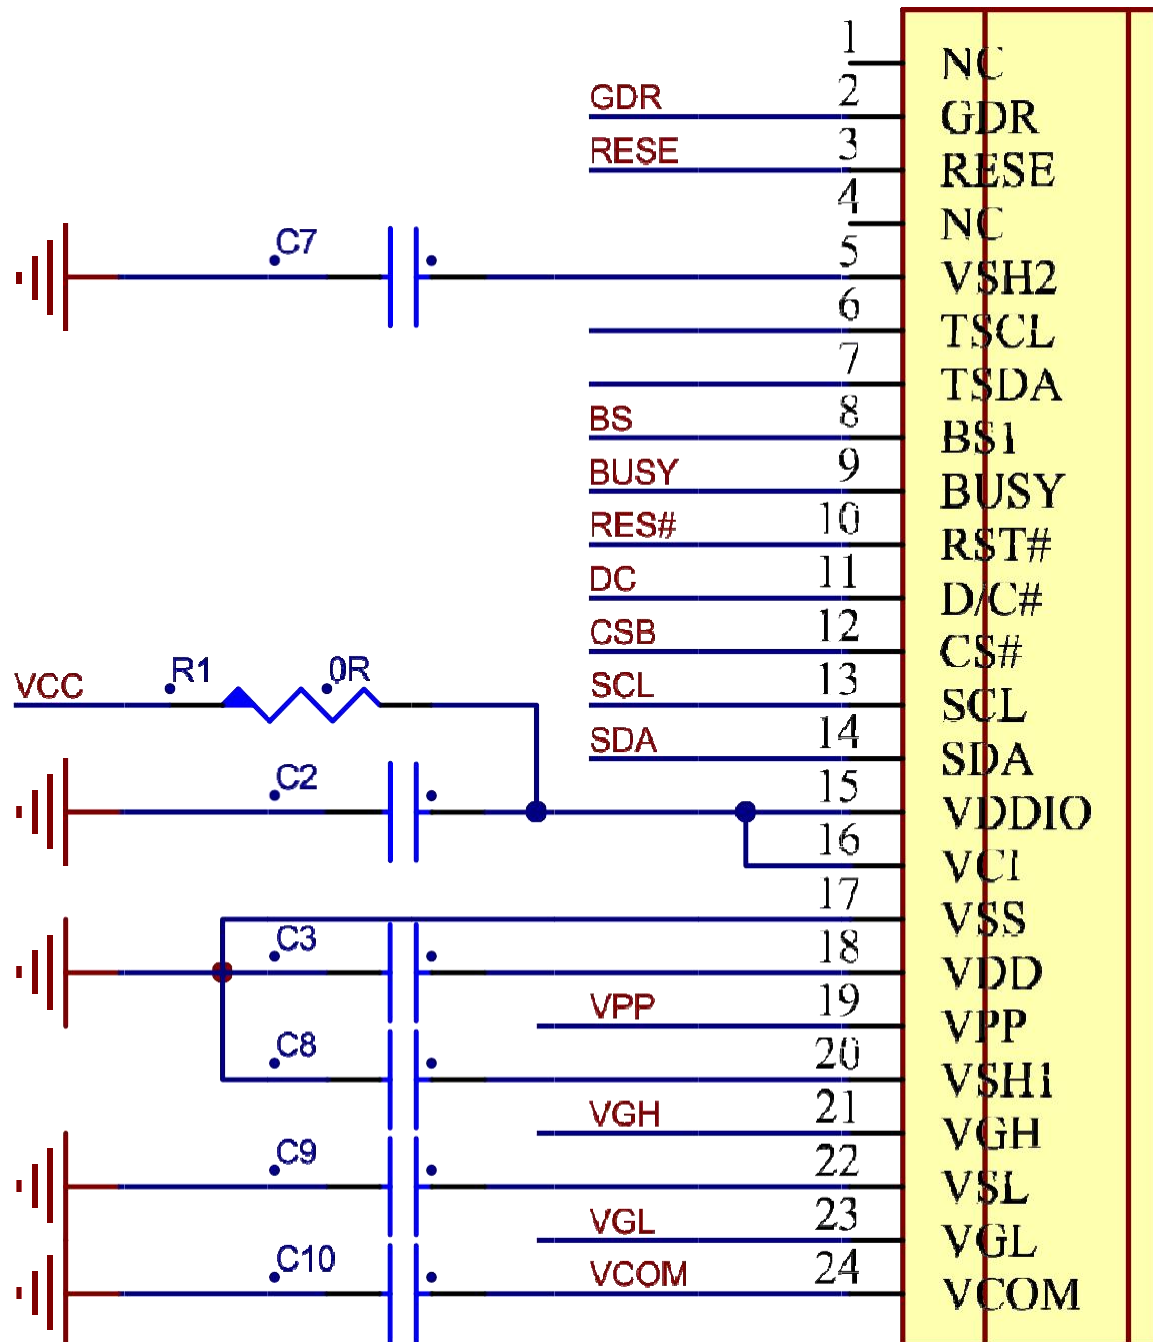 1 NC
GDR 2 GDR
RESE 3 RESE
4 NC
C7 5 VSH2
6 TSCL
7 TSDA
BS 8 BS1
BUSY 9 BUSY
RES# 10 RST#
DC 11 D/C#
CSB 12 CS#
VCC R1 0R SCL 13 SCL
SDA 14 SDA
C2 15 VDDIO
16 VCI
17 VSS
C3 18 VDD
VPP 19 VPP
C8 20 VSH1
VGH 21 VGH
C9 22 VSL
VGL 23 VGL
C10 VCOM 24 VCOM